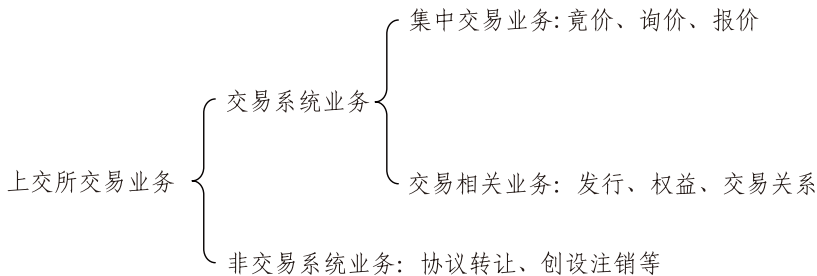 集中交易业务：竟价、询价、报价
交易系统业务
交易相关业务：发行、权益、交易关系
上交所交易业务
非交易系统业务：协议转让、创设注销等